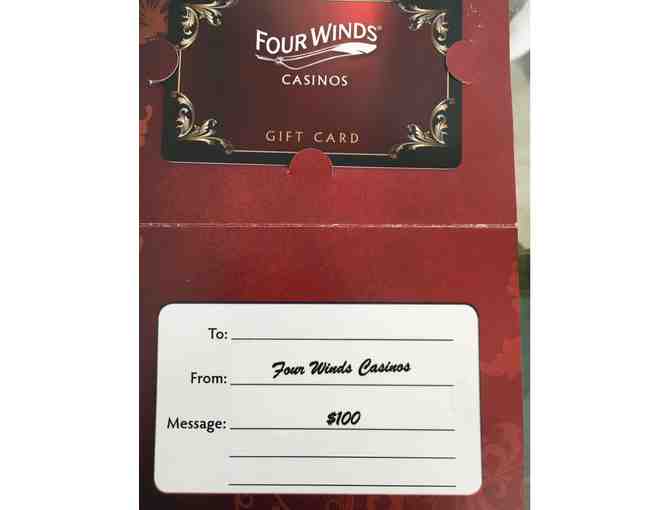 FOUR WINDS®
CASINOS
GIFT CARD
To:
From: Four Winds Casinos
Message: $100